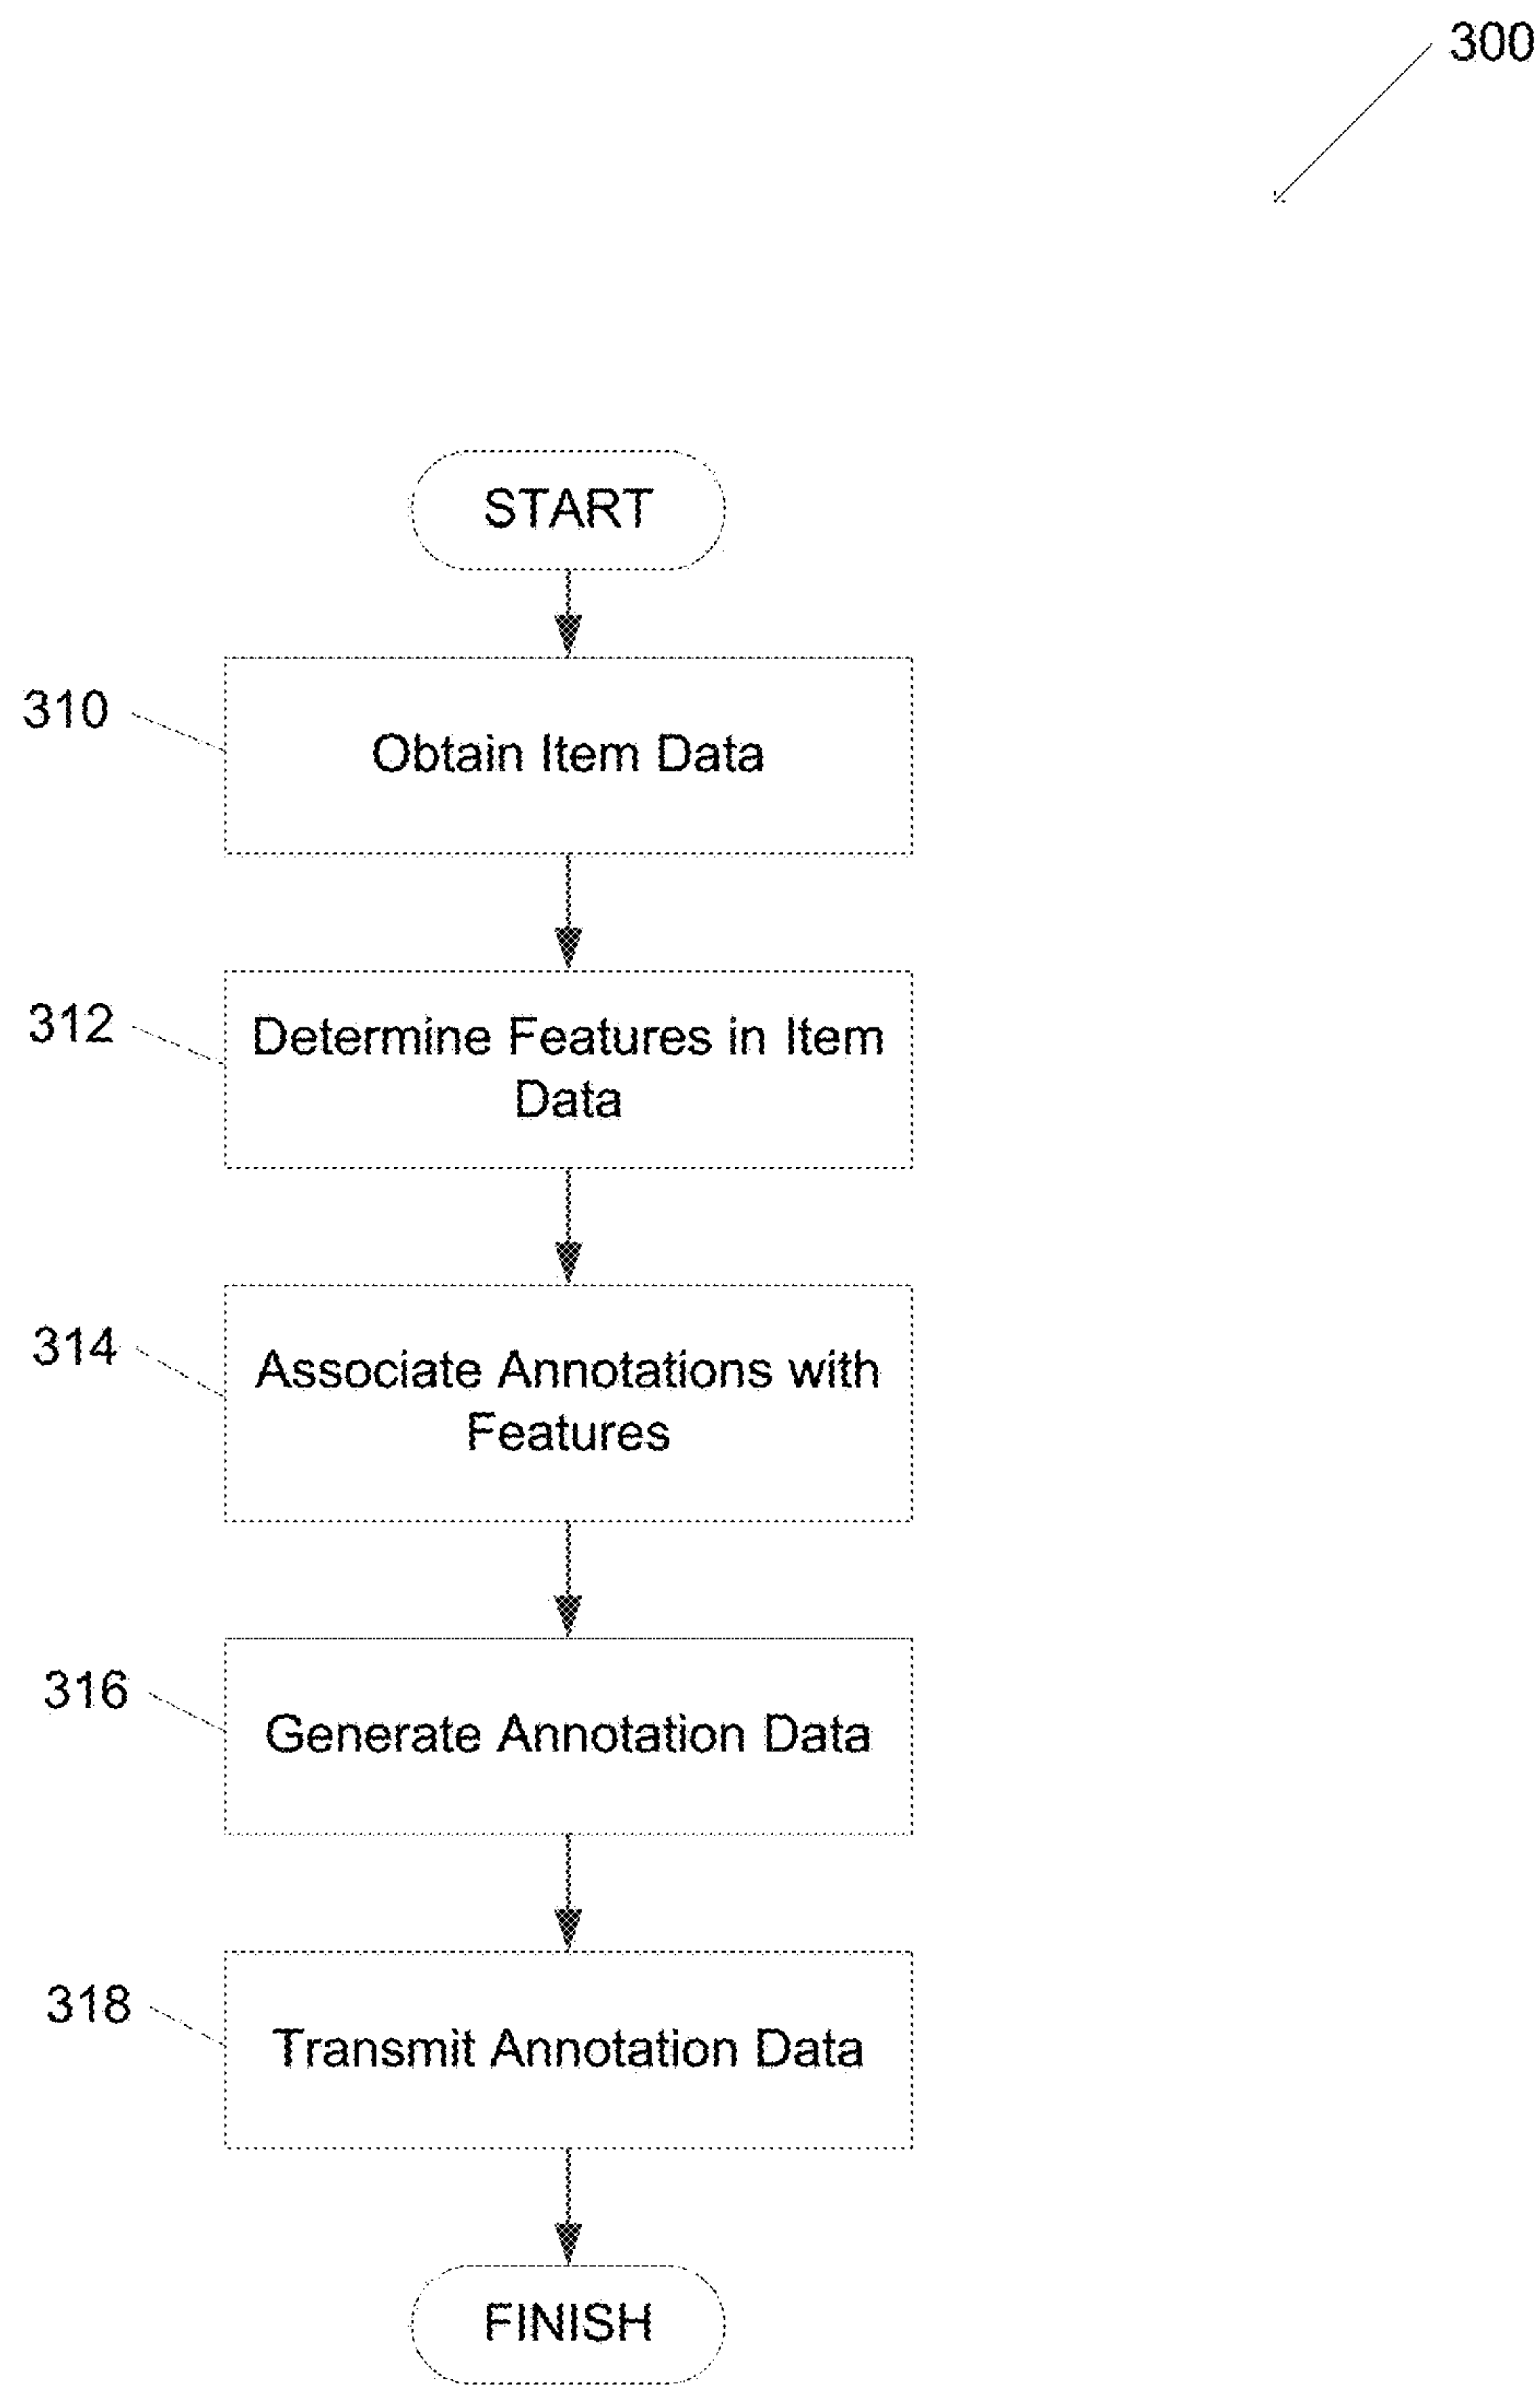 300
START
310
Obtain Item Data
312
Determine Features in Item
Data
314
Associate Annotations with
Features
316
Generate Annotation Data
318
Transmit Annotation Data
FINISH